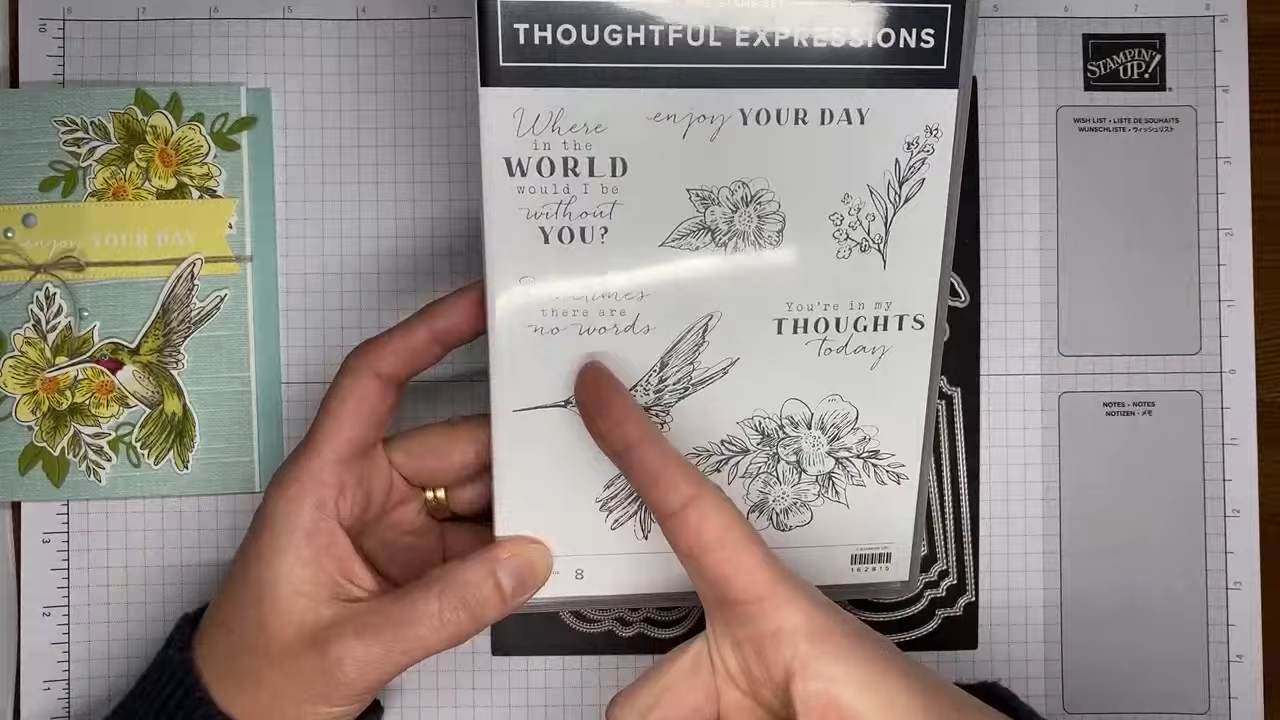 THOUGHTFUL EXPRESSIONS
Where
in the
WORLD
would I be
without
YOU?
enjoy YOUR DAY
Sometimes
there are
no words
You're in my
THOUGHTS
today
8
162815
enjoy YOUR DAY
STAMPIN' UP!
WISH LIST • LISTE DE SOUHAITS
WUNSCHLISTE • ウィッシュリスト
NOTES • NOTES
NOTIZEN • メモ